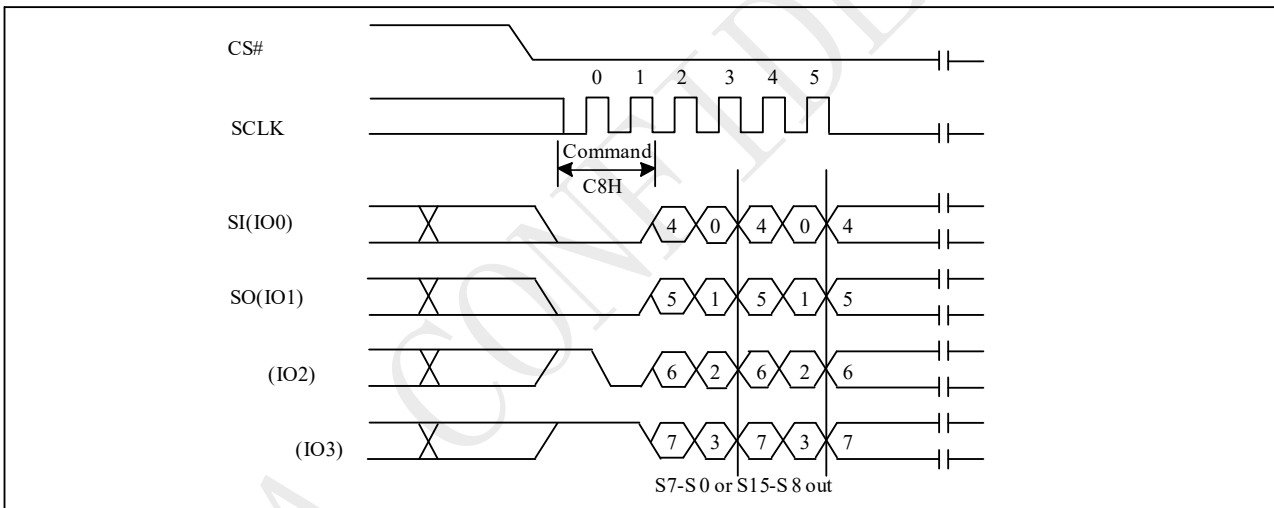 CS#
0 1 2 3 4 5
SCLK
Command
C8H
SI(IO0) 4 0 4 0 4
SO(IO1) 5 1 5 1 5
(IO2) 6 2 6 2 6
(IO3) 7 3 7 3 7
S7-S0 or S15-S8 out